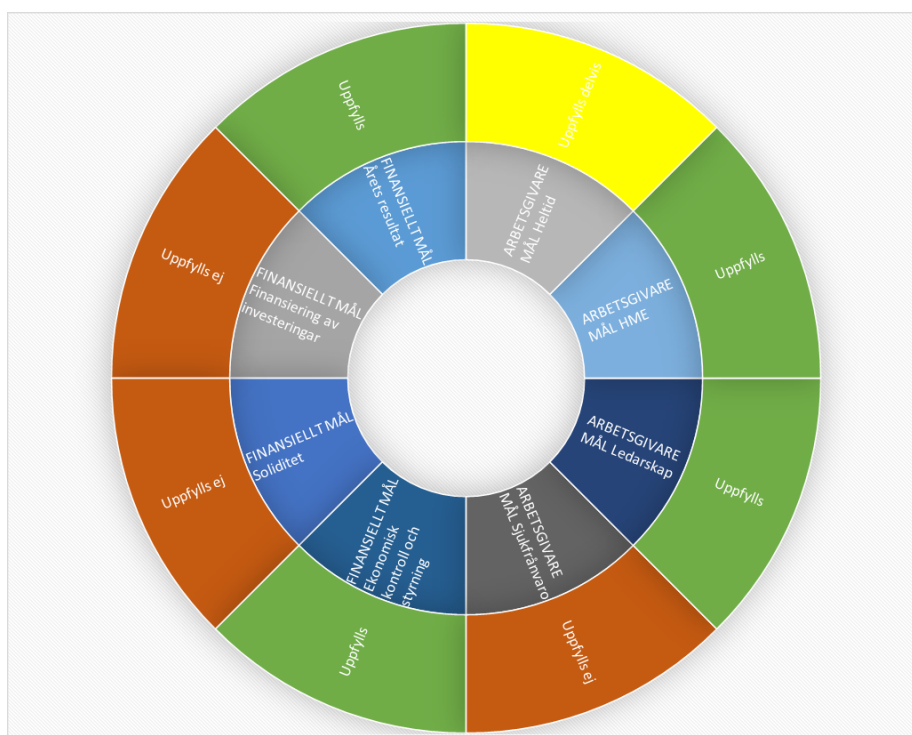 Uppfylls delvis
ARBETSGIVARE
MÅL Heltid
Uppfylls
ARBETSGIVARE
MÅL HME
Uppfylls
ARBETSGIVARE
MÅL Ledarskap
Uppfylls ej
ARBETSGIVARE
MÅL Sjukfrånvaro
Uppfylls
FINANSIELLT MÅL
Ekonomisk
kontroll och
styrning
Uppfylls ej
FINANSIELLT MÅL
Soliditet
Uppfylls ej
FINANSIELLT MÅL
Finansiering av
investeringar
Uppfylls
FINANSIELLT MÅL
Årets resultat